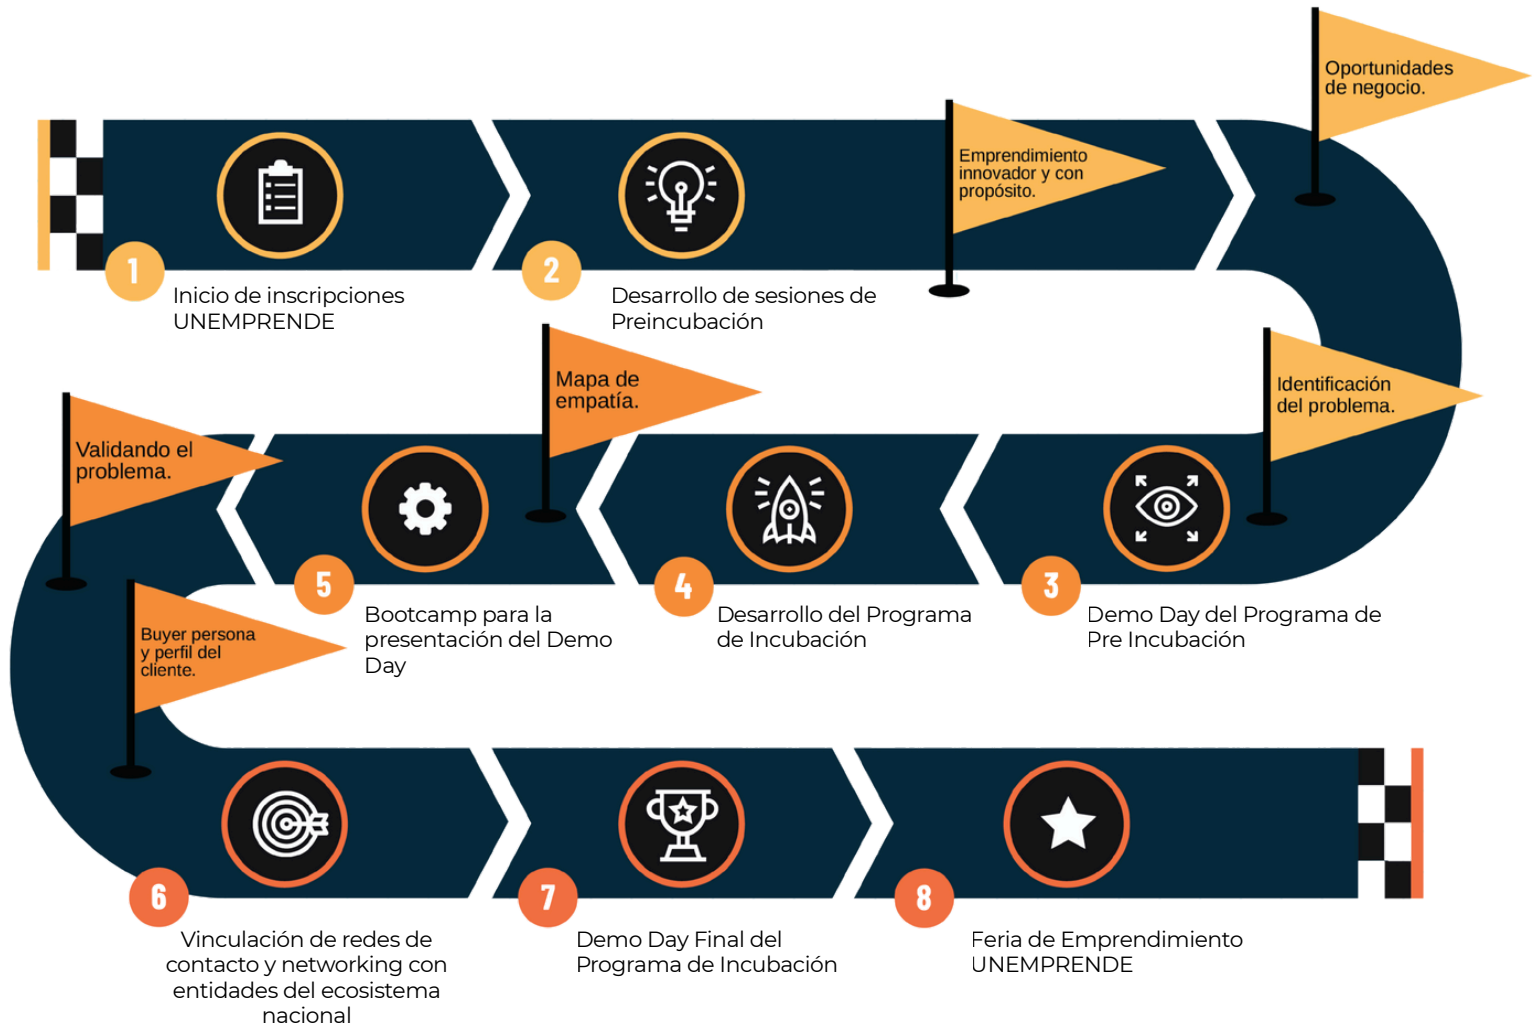 Oportunidades
de negocio.
Emprendimiento
innovador y con
propósito.
1
Inicio de inscripciones
UNEMPRENDE
2
Desarrollo de sesiones de
Preincubación
Identificación
del problema.
Mapa de
empatía.
Validando el
problema.
5
Bootcamp para la
presentación del Demo
Day
4
Desarrollo del Programa
de Incubación
3
Demo Day del Programa de
Pre Incubación
Buyer persona
y perfil del
cliente.
6
Vinculación de redes de
contacto y networking con
entidades del ecosistema
nacional
7
Demo Day Final del
Programa de Incubación
8
Feria de Emprendimiento
UNEMPRENDE